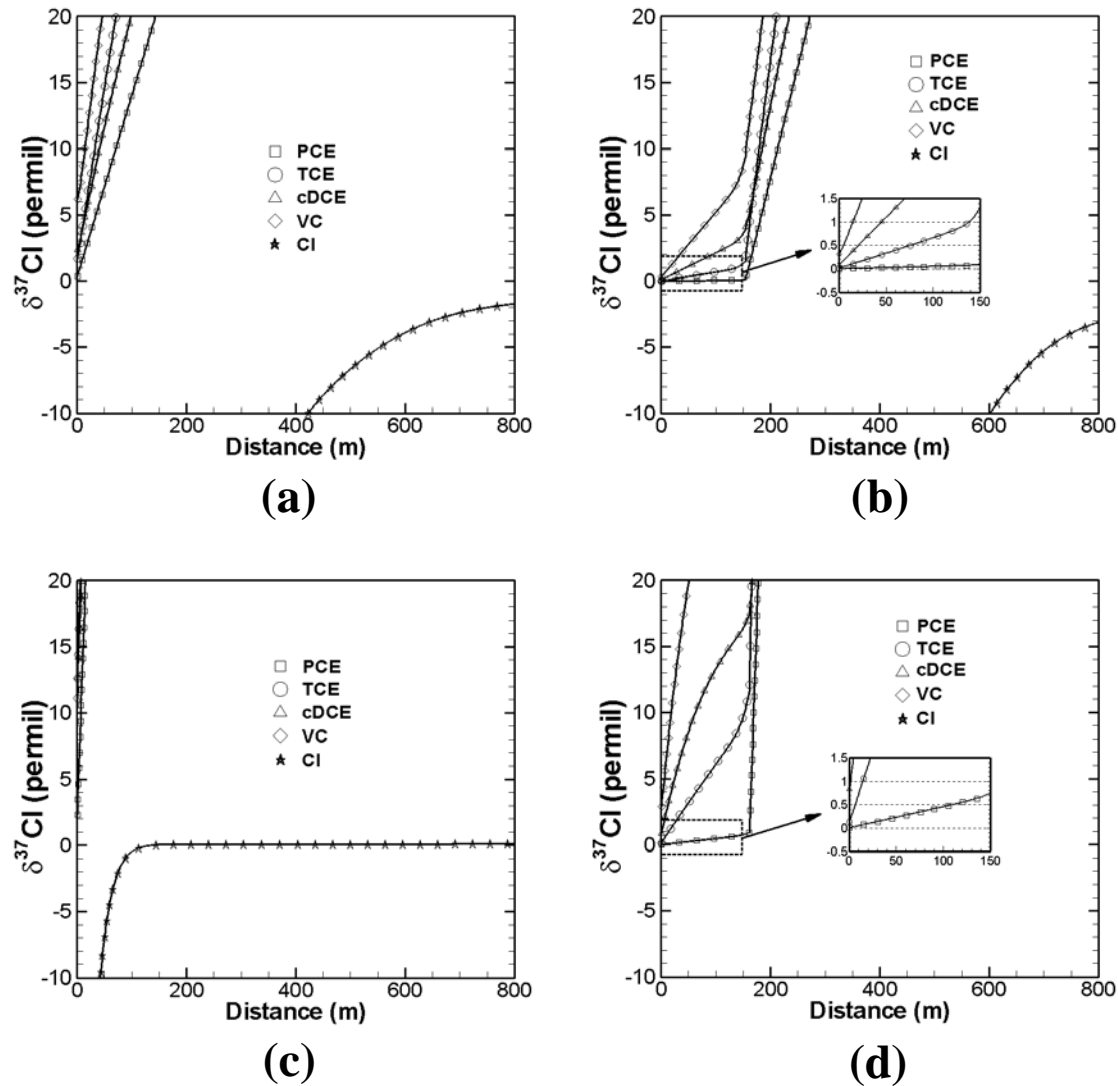 20
15
10
5
0
-5
-10
δ37Cl (permil)
PCE
TCE
cDCE
VC
Cl
0
200
400
600
800
Distance (m)
(a)
20
15
10
5
0
-5
-10
δ37Cl (permil)
PCE
TCE
cDCE
VC
Cl
1.5
1
0.5
0
-0.5
0
50
100
150
0
200
400
600
800
Distance (m)
(b)
20
15
10
5
0
-5
-10
δ37Cl (permil)
PCE
TCE
cDCE
VC
Cl
0
200
400
600
800
Distance (m)
(c)
20
15
10
5
0
-5
-10
δ37Cl (permil)
PCE
TCE
cDCE
VC
Cl
1.5
1
0.5
0
-0.5
0
50
100
150
0
200
400
600
800
Distance (m)
(d)